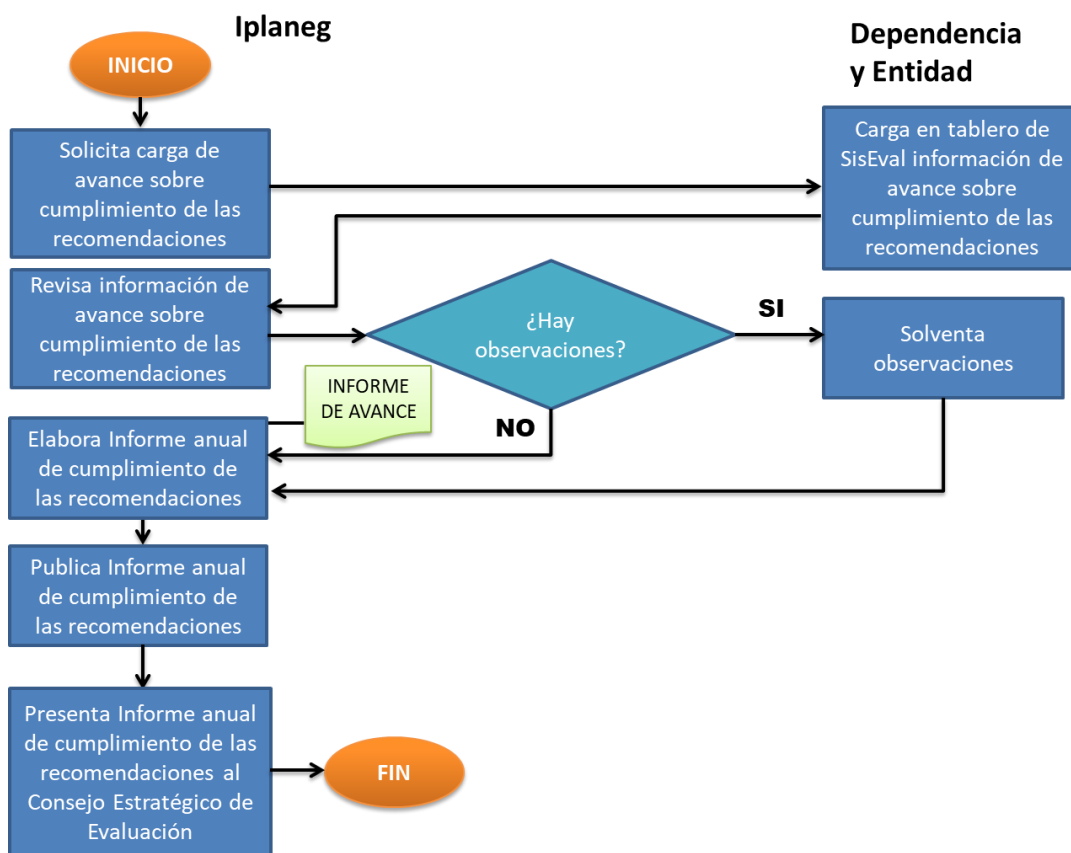 Iplaneg
Dependencia
y Entidad
INICIO
Solicita carga de
avance sobre
cumplimiento de las
recomendaciones
Carga en tablero de
SisEval información de
avance sobre
cumplimiento de las
recomendaciones
Revisa información de
avance sobre
cumplimiento de las
recomendaciones
¿Hay
observaciones?
SI
Solventa
observaciones
INFORME
DE AVANCE
NO
Elabora Informe anual
de cumplimiento de
las recomendaciones
Publica Informe anual
de cumplimiento de
las recomendaciones
Presenta Informe anual
de cumplimiento de las
recomendaciones al
Consejo Estratégico de
Evaluación
FIN